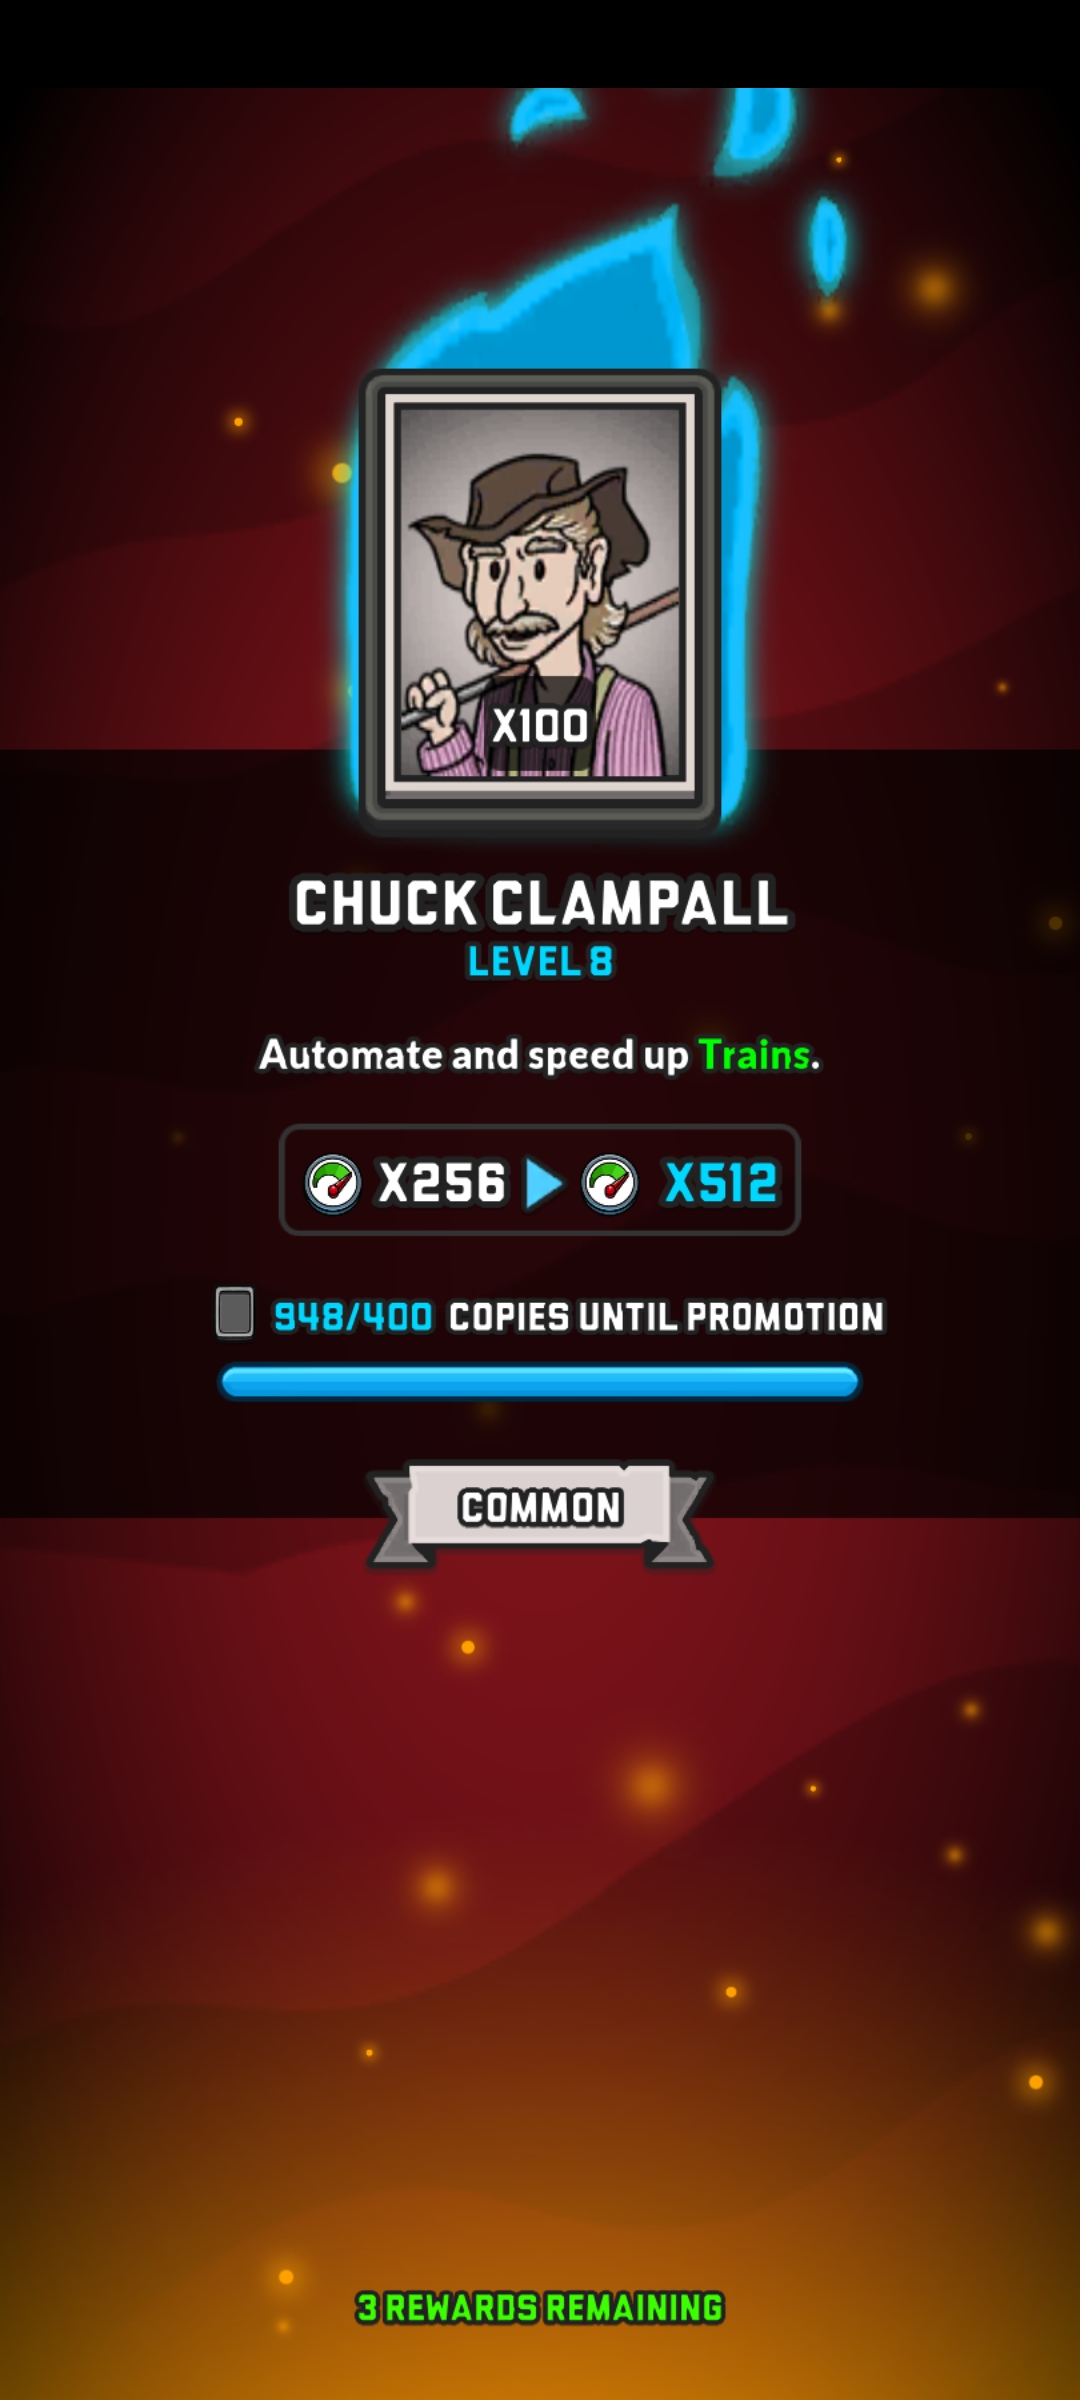 X100
CHUCK CLAMPALL
LEVEL 8
Automate and speed up Trains.
X256 X512
948/400 COPIES UNTIL PROMOTION
COMMON
3 REWARDS REMAINING